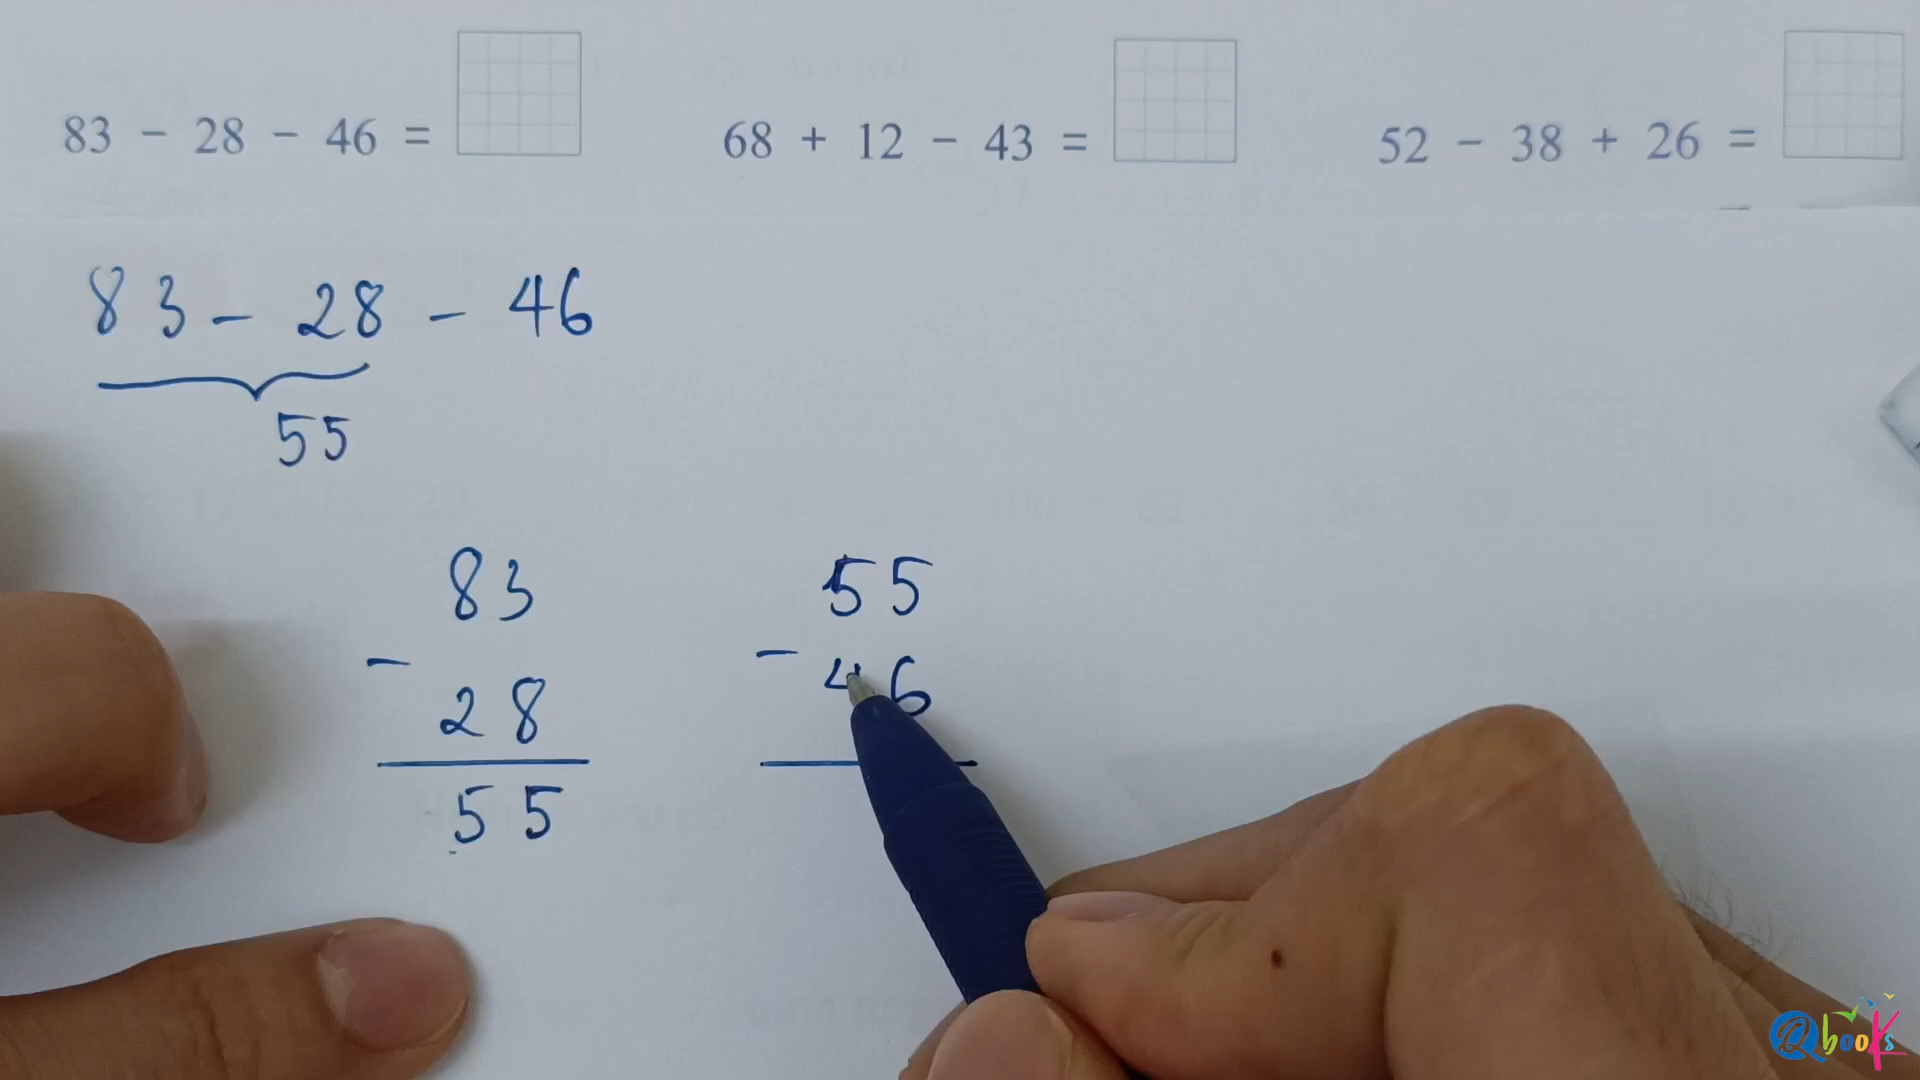 83 - 28 - 46 =
68 + 12 - 43 =
52 - 38 + 26 =
83 - 28 - 46
55
83
- 28
55
55
- 46
Qbooks